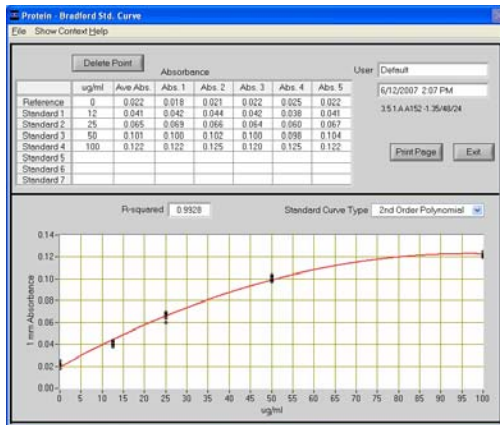 Protein - Bradford Std. Curve
File Show Context Help
Delete Point
Absorbance
User Default
6/12/2007 2:07 PM
3.5.1.A A152 -1.35/48/24
Print Page Exit
ug/ml Ave Abs. Abs. 1 Abs. 2 Abs. 3 Abs. 4 Abs. 5
Reference 0 0.022 0.018 0.021 0.022 0.025 0.022
Standard 1 12 0.041 0.042 0.044 0.042 0.038 0.041
Standard 2 25 0.065 0.069 0.066 0.064 0.060 0.067
Standard 3 50 0.101 0.100 0.102 0.100 0.098 0.104
Standard 4 100 0.122 0.122 0.125 0.120 0.125 0.122
Standard 5
Standard 6
Standard 7
R-squared 0.9928 Standard Curve Type 2nd Order Polynomial
1 mm Absorbance
0.14
0.12
0.10
0.08
0.06
0.04
0.02
0.00
0 5 10 15 20 25 30 35 40 45 50 55 60 65 70 75 80 85 90 95 100
ug/ml